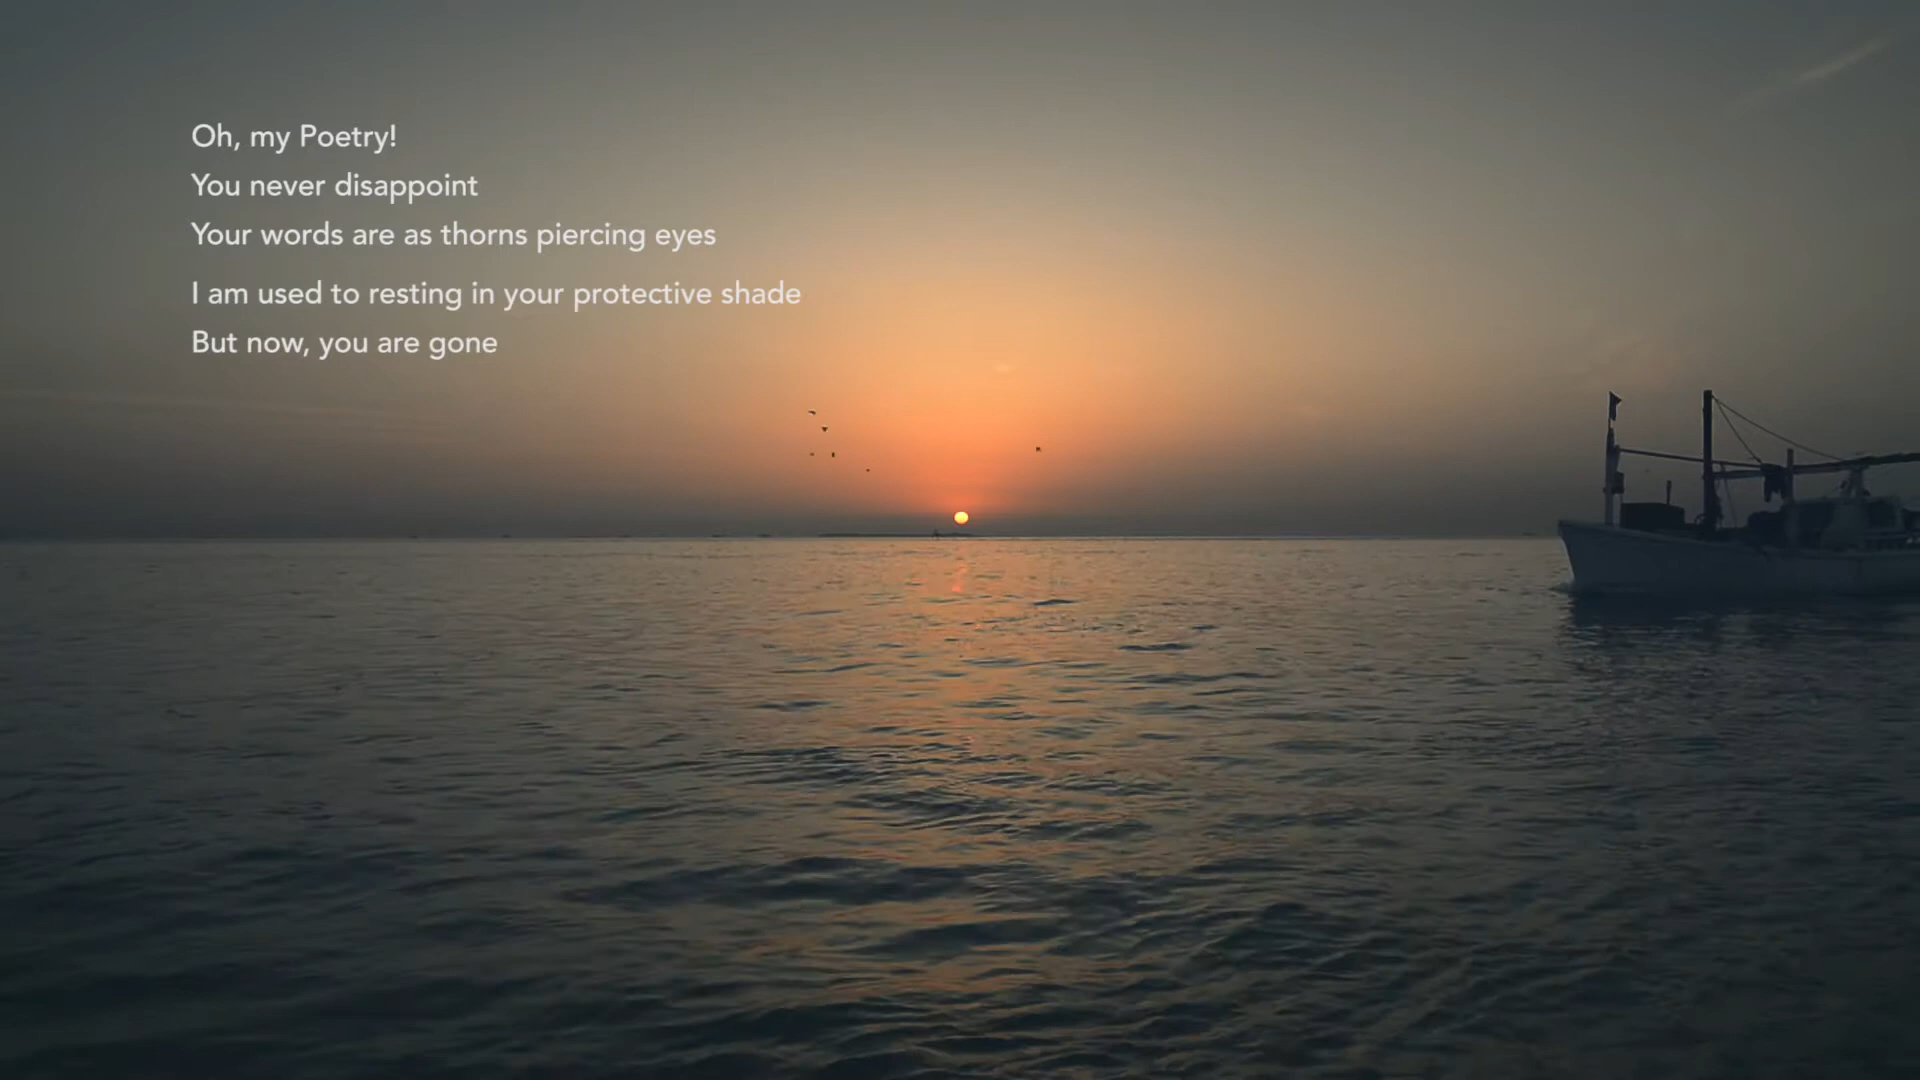 Oh, my Poetry!
You never disappoint
Your words are as thorns piercing eyes
I am used to resting in your protective shade
But now, you are gone